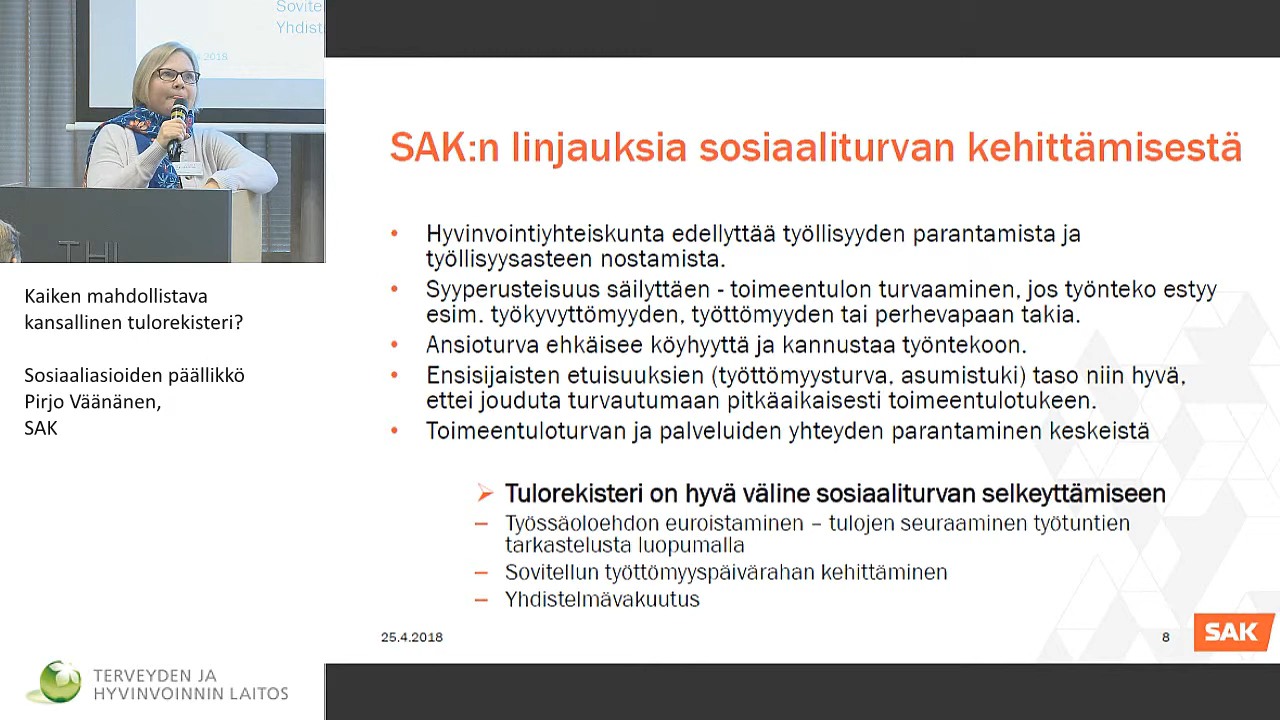 Sovite
Yhdist
.2018
THL
Kaiken mahdollistava
kansallinen tulorekisteri?
Sosiaaliasioiden päällikkö
Pirjo Väänänen,
SAK
TERVEYDEN JA
HYVINVOINNIN LAITOS
SAK:n linjauksia sosiaaliturvan kehittämisestä
• Hyvinvointiyhteiskunta edellyttää työllisyyden parantamista ja
työllisyysasteen nostamista.
• Syyperusteisuus säilyttäen - toimeentulon turvaaminen, jos työnteko estyy
esim. työkyvyttömyyden, työttömyyden tai perhevapaan takia.
• Ansioturva ehkäisee köyhyyttä ja kannustaa työntekoon.
• Ensisijaisten etuisuuksien (työttömyysturva, asumistuki) taso niin hyvä,
ettei jouduta turvautumaan pitkäaikaisesti toimeentulotukeen.
• Toimeentuloturvan ja palveluiden yhteyden parantaminen keskeistä
➢ Tulorekisteri on hyvä väline sosiaaliturvan selkeyttämiseen
– Työssäoloehdon euroistaminen – tulojen seuraaminen työtuntien
tarkastelusta luopumalla
– Sovitellun työttömyyspäivärahan kehittäminen
– Yhdistelmävakuutus
25.4.2018
8
SAK